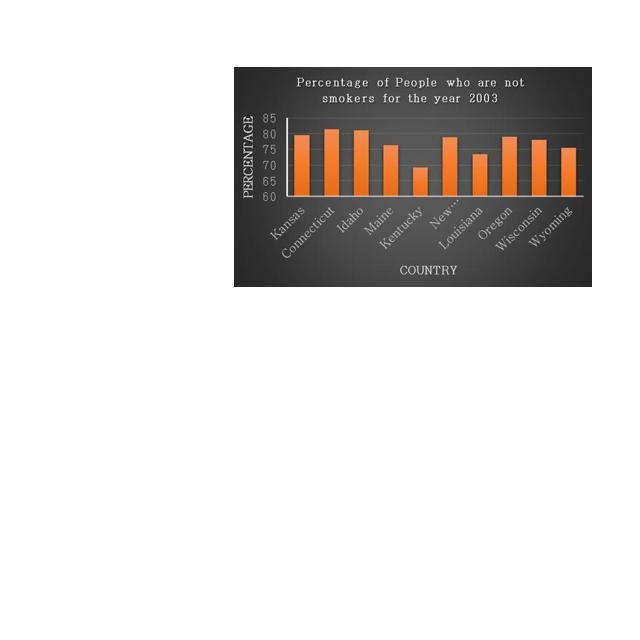 Percentage of People who are not
smokers for the year 2003
PERCENTAGE
85
80
75
70
65
60
Kansas
Connecticut
Idaho
Maine
Kentucky
New...
Louisiana
Oregon
Wisconsin
Wyoming
COUNTRY